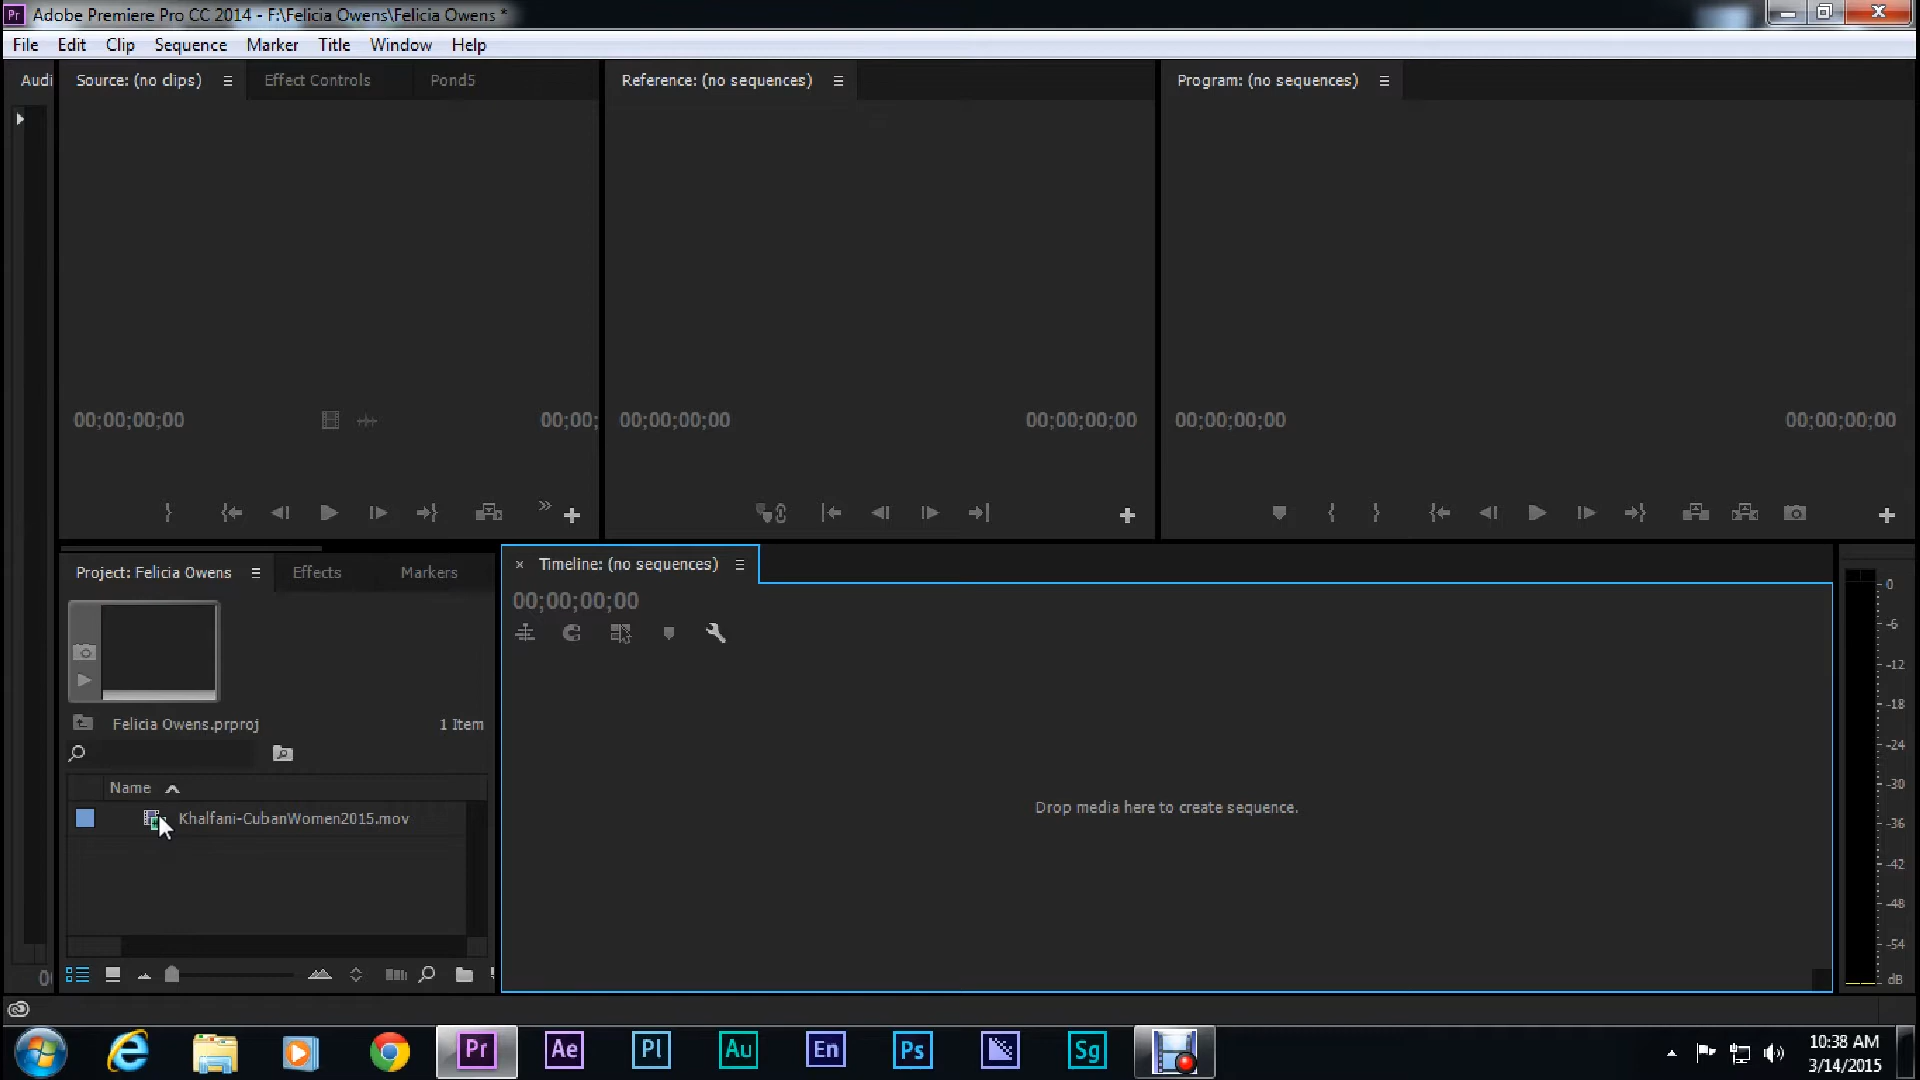 Pr Adobe Premiere Pro CC 2014 - F:\Felicia Owens\Felicia Owens *
File Edit Clip Sequence Marker Title Window Help
Audi Source: (no clips) Effect Controls Pond5 Reference: (no sequences) Program: (no sequences)
00;00;00;00 00;00; 00;00;00;00 00;00;00;00 00;00;00;00 00;00;00;00
Project: Felicia Owens Effects Markers
× Timeline: (no sequences)
00;00;00;00
Felicia Owens.prproj 1 Item
Name
Khalfani-CubanWomen2015.mov
Drop media here to create sequence.
0
-6
-12
-18
-24
-30
-36
-42
-48
-54
dB
Pr Ae Pl Au En Ps Sg
10:38 AM
3/14/2015